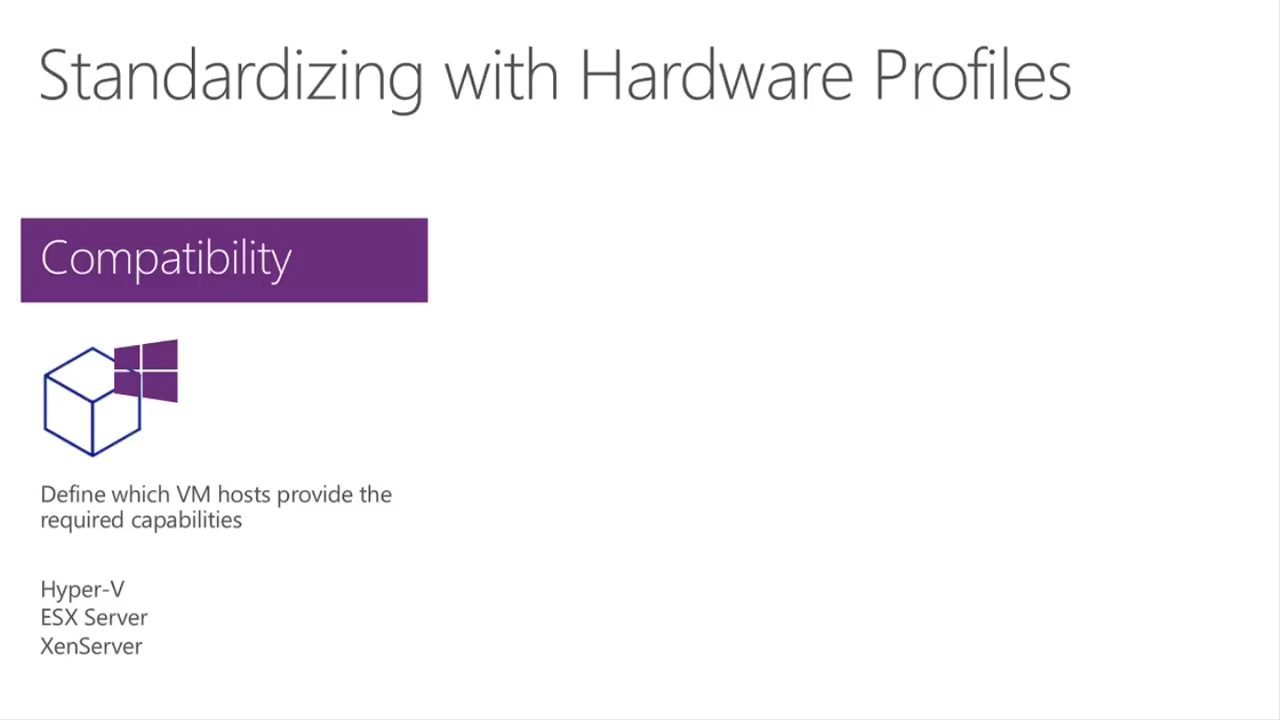 Standardizing with Hardware Profiles
Compatibility
Define which VM hosts provide the
required capabilities
Hyper-V
ESX Server
XenServer